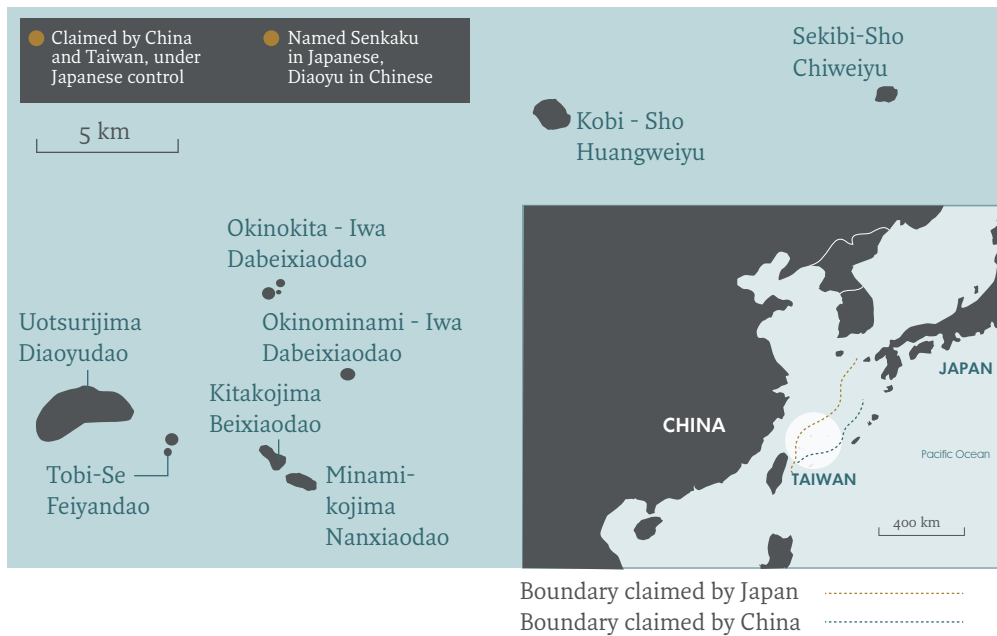 Claimed by China
and Taiwan, under
Japanese control
Named Senkaku
in Japanese,
Diaoyu in Chinese
5 km
Sekibi-Sho
Chiweiyu
Kobi - Sho
Huangweiyu
Okinokita - Iwa
Dabeixiaodao
Uotsurijima
Diaoyudao
Okinominami - Iwa
Dabeixiaodao
Kitakojima
Beixiaodao
Tobi-Se
Feiyandao
Minami-
kojima
Nanxiaodao
JAPAN
CHINA
Pacific Ocean
TAIWAN
400 km
Boundary claimed by Japan
Boundary claimed by China